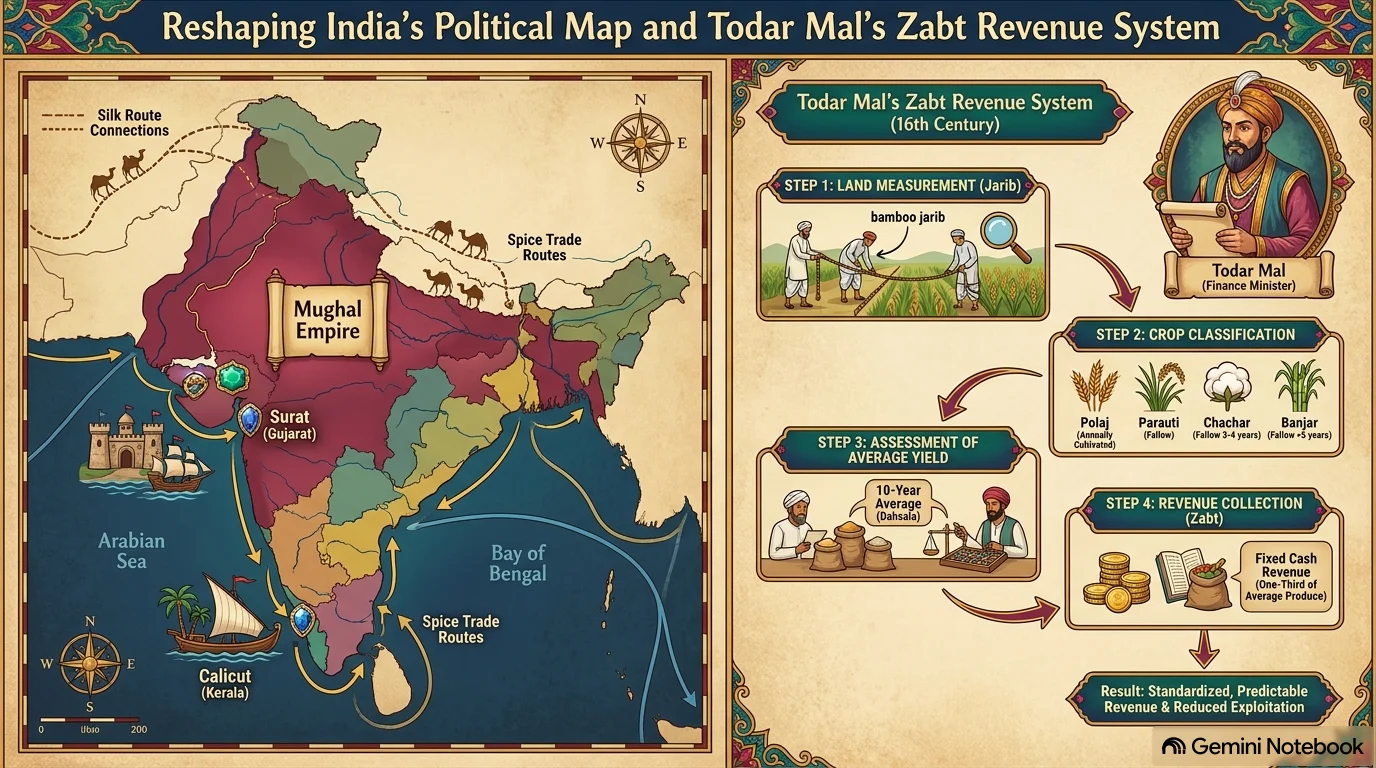 Reshaping India's Political Map and Todar Mal's Zabt Revenue System
Silk Route
Connections
N
W
E
S
Spice Trade
Routes
Mughal
Empire
Surat
(Gujarat)
Arabian
Sea
Bay of
Bengal
Spice Trade
Routes
Calicut
(Kerala)
N
W
E
S
0
200
Todar Mal's Zabt Revenue System
(16th Century)
Todar Mal
(Finance Minister)
STEP 1: LAND MEASUREMENT (Jarib)
bamboo jarib
STEP 2: CROP CLASSIFICATION
Polaj
(Annaily
Cultivatnd)
Parauti
(Fallow)
Chachar
(Fallow 3-4 years)
Banjar
(Fallow 5 years)
STEP 3: ASSESSMENT OF
AVERAGE YIELD
10-Year
Average
(Dahsala)
STEP 4: REVENUE COLLECTION
(Zabt)
Fixed Cash
Revenue
(One-Third of
Average Produce)
Result: Standardized, Predictable
Revenue & Reduced Exploitation
Gemini Notebook